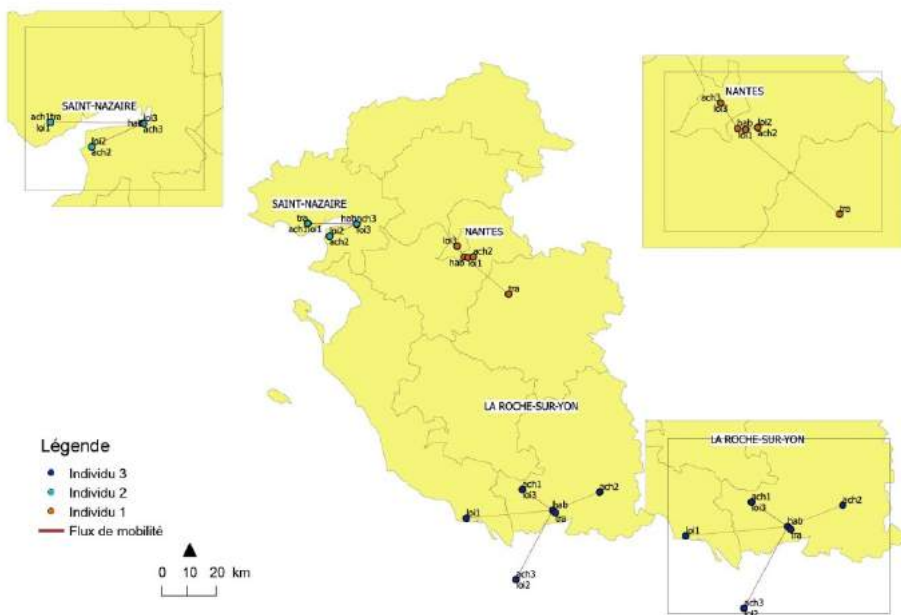 SAINT-NAZAIRE
ach1tra
loi1
loi3
hab
ach3
loi2
ach2
NANTES
ach3
loi3
hab
loi1
loi2
ach2
tra
SAINT-NAZAIRE
tra
ach1loi1
loi2
ach2
loi3
NANTES
loi3
ach2
hab
loi1
tra
LA ROCHE-SUR-YON
ach1
loi3
ach2
hab
tra
loi1
ach3
loi2
LA ROCHE-SUR-YON
ach1
loi3
ach2
hab
tra
loi1
ach3
loi2
Légende
Individu 3
Individu 2
Individu 1
Flux de mobilité
0 10 20 km